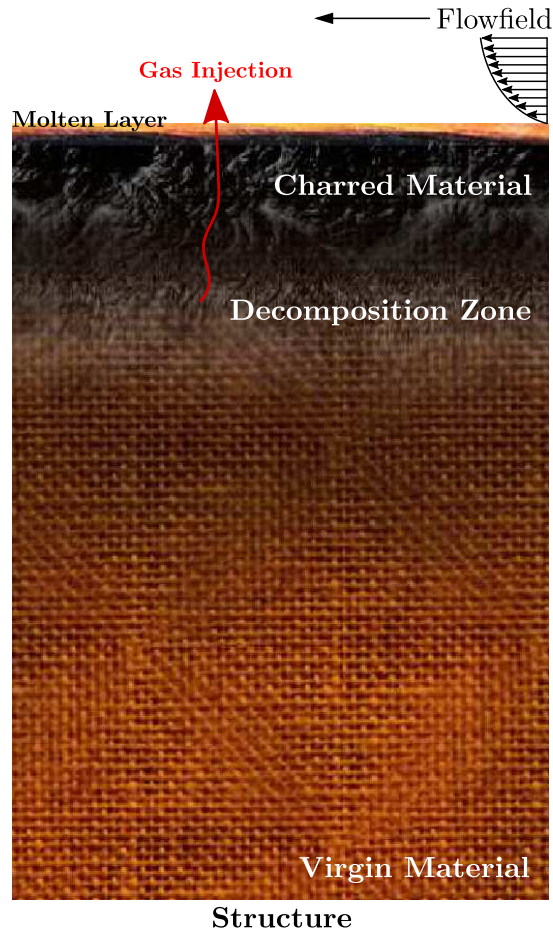 Flowfield
Gas Injection
Molten Layer
Charred Material
Decomposition Zone
Virgin Material
Structure